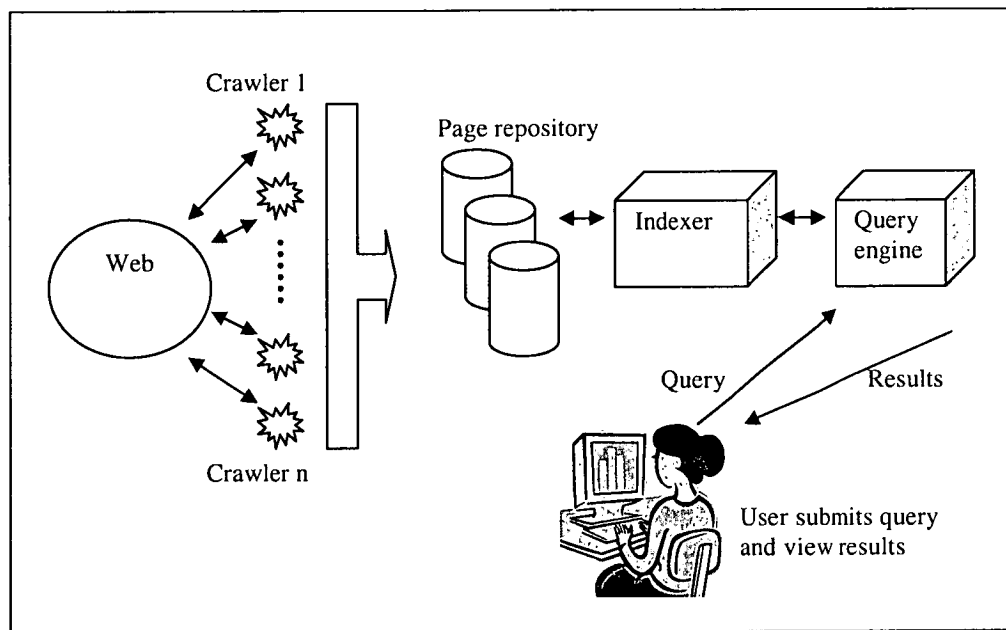 Crawler 1
Page repository
Web
Indexer
Query
engine
Query
Results
Crawler n
User submits query
and view results